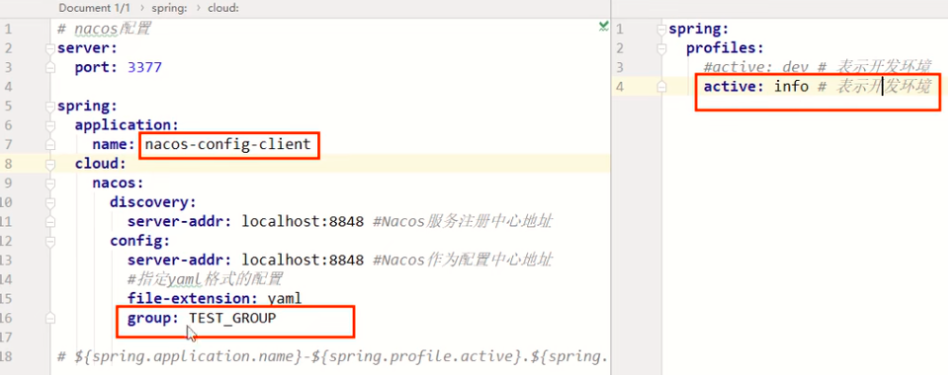 Document 1/1 > spring: > cloud:
1 # nacos配置
2 server:
3 port: 3377
4
5 spring:
6 application:
7 name: nacos-config-client
8 cloud:
9 nacos:
10 discovery:
11 server-addr: localhost:8848 #Nacos服务注册中心地址
12 config:
13 server-addr: localhost:8848 #Nacos作为配置中心地址
14 #指定yaml格式的配置
15 file-extension: yaml
16 group: TEST_GROUP
17
18 # ${spring.application.name}-${spring.profile.active}.${spring.
1 spring:
2 profiles:
3 #active: dev # 表示开发环境
4 active: info # 表示开发环境